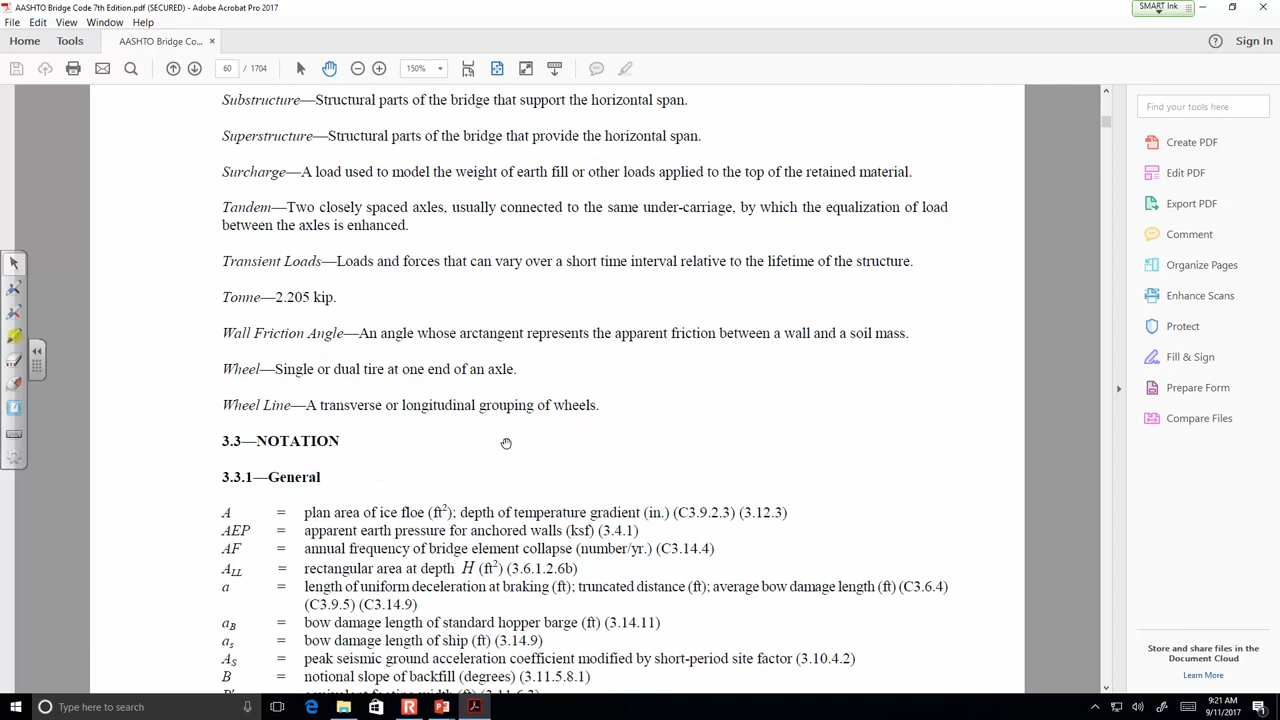 AASHTO Bridge Code 7th Edition.pdf (SECURED) - Adobe Acrobat Pro 2017
SMART Ink
File Edit View Window Help
Home Tools AASHTO Bridge Co... × Sign In
60 / 1704 150%
Substructure—Structural parts of the bridge that support the horizontal span.
Superstructure—Structural parts of the bridge that provide the horizontal span.
Surcharge—A load used to model the weight of earth fill or other loads applied to the top of the retained material.
Tandem—Two closely spaced axles, usually connected to the same under-carriage, by which the equalization of load
between the axles is enhanced.
Transient Loads—Loads and forces that can vary over a short time interval relative to the lifetime of the structure.
Tonne—2.205 kip.
Wall Friction Angle—An angle whose arctangent represents the apparent friction between a wall and a soil mass.
Wheel—Single or dual tire at one end of an axle.
Wheel Line—A transverse or longitudinal grouping of wheels.
3.3—NOTATION
3.3.1—General
A = plan area of ice floe (ft²); depth of temperature gradient (in.) (C3.9.2.3) (3.12.3)
AEP = apparent earth pressure for anchored walls (ksf) (3.4.1)
AF = annual frequency of bridge element collapse (number/yr.) (C3.14.4)
A_LL = rectangular area at depth H (ft²) (3.6.1.2.6b)
a = length of uniform deceleration at braking (ft); truncated distance (ft); average bow damage length (ft) (C3.6.4)
(C3.9.5) (C3.14.9)
a_B = bow damage length of standard hopper barge (ft) (3.14.11)
a_s = bow damage length of ship (ft) (3.14.9)
A_S = peak seismic ground acceleration coefficient modified by short-period site factor (3.10.4.2)
B = notional slope of backfill (degrees) (3.11.5.8.1)
Find your tools here
Create PDF
Edit PDF
Export PDF
Comment
Organize Pages
Enhance Scans
Protect
Fill & Sign
Prepare Form
Compare Files
Store and share files in the
Document Cloud
Learn More
Type here to search
9:21 AM
9/11/2017
1